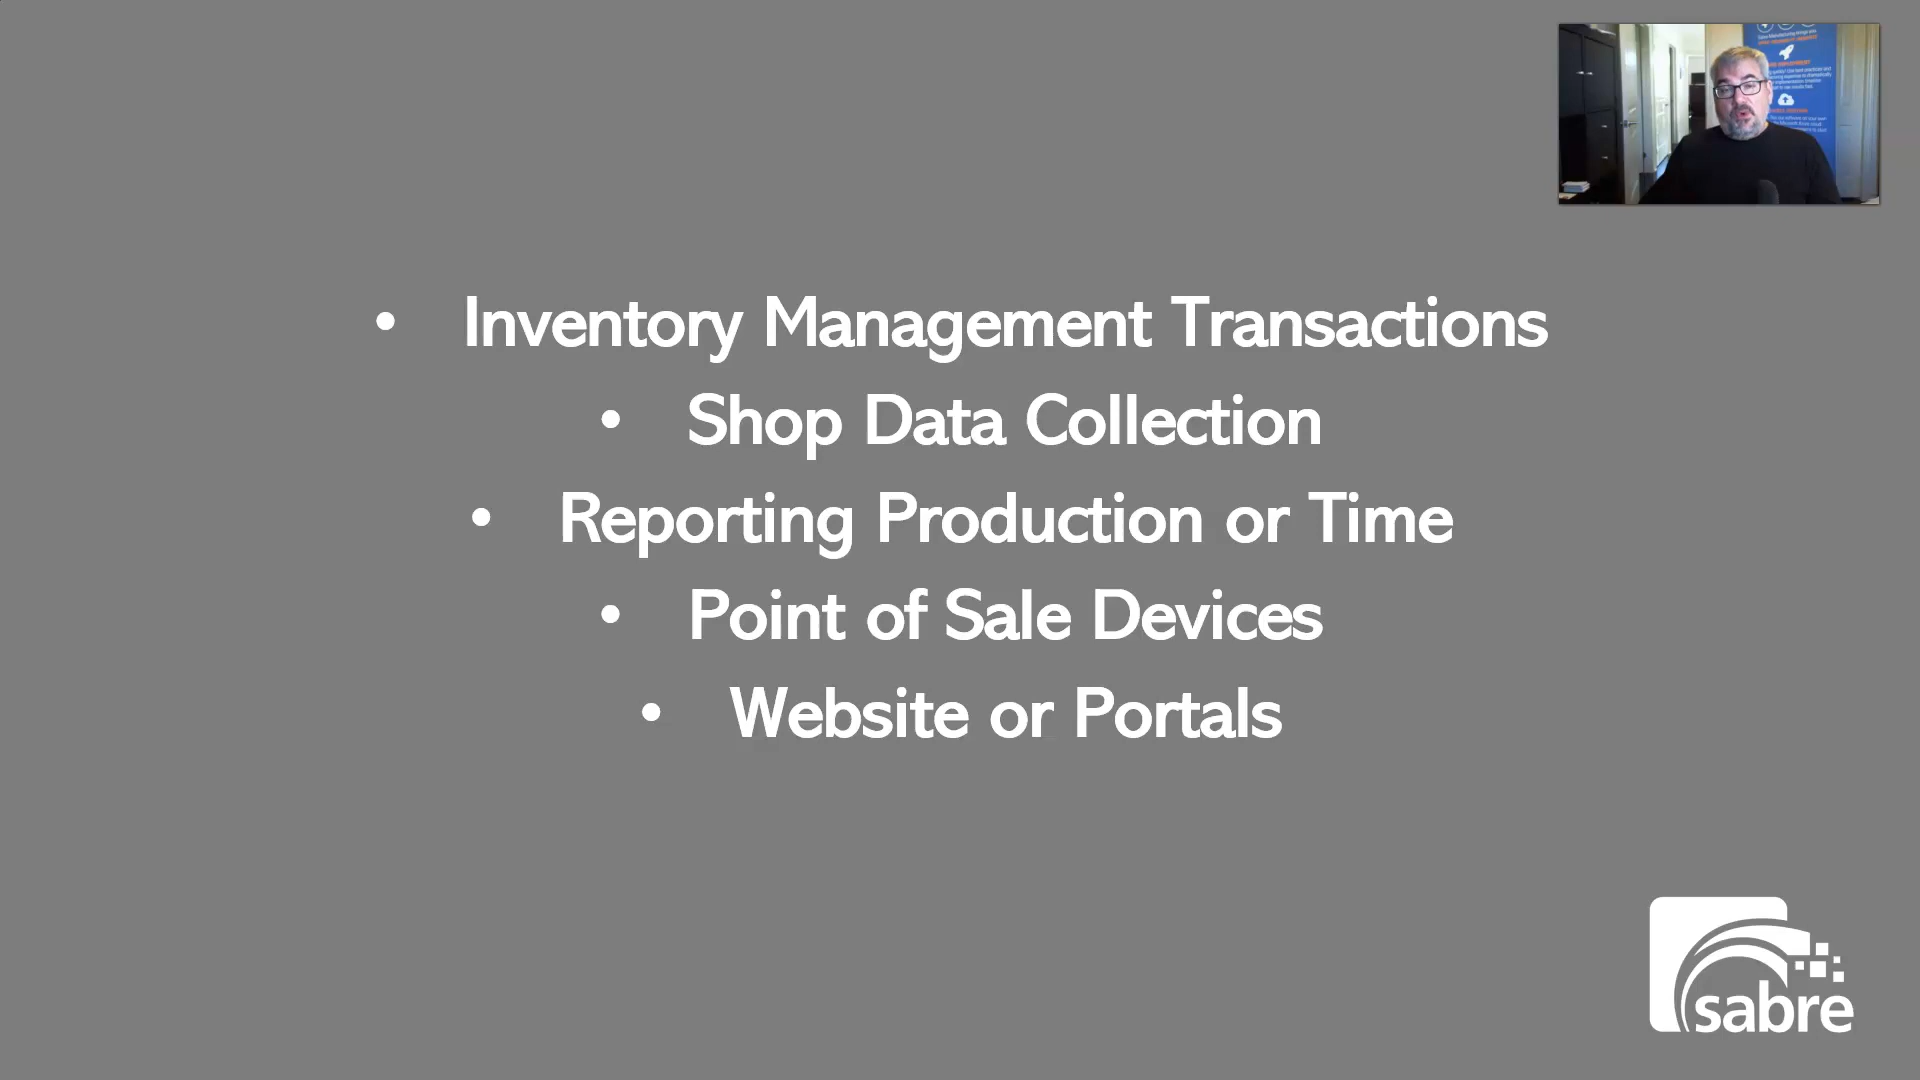 • Inventory Management Transactions
• Shop Data Collection
• Reporting Production or Time
• Point of Sale Devices
• Website or Portals
sabre